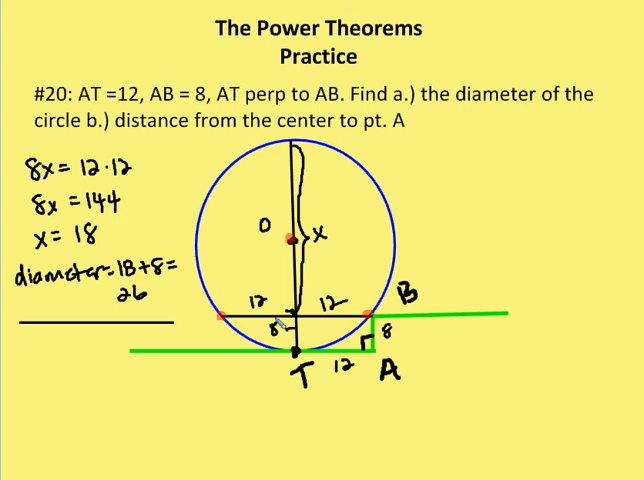 The Power Theorems
Practice
#20: AT =12, AB = 8, AT perp to AB. Find a.) the diameter of the
circle b.) distance from the center to pt. A
8x = 12·12
8x = 144
x = 18
diameter = 18+8 =
26
O
x
12
12
B
8
8
T
12
A